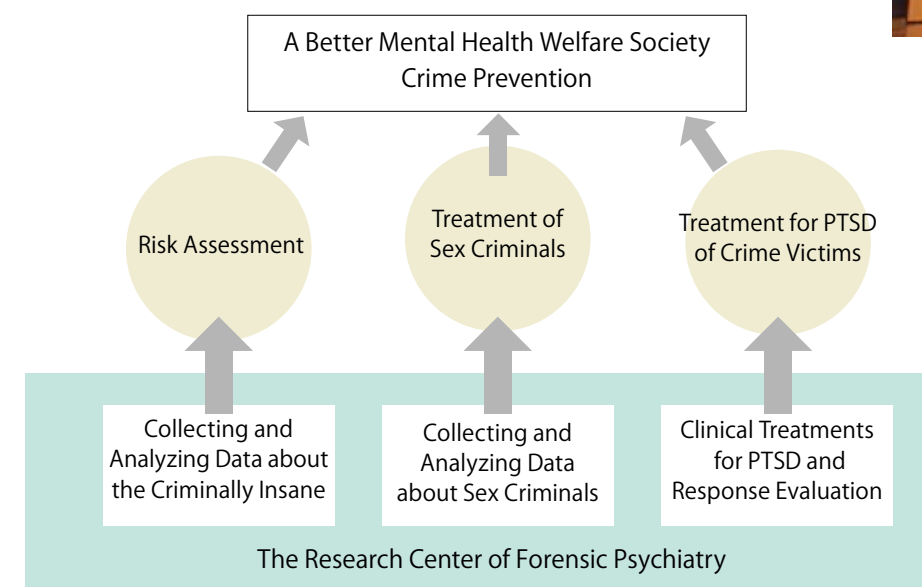 A Better Mental Health Welfare Society
Crime Prevention
Risk Assessment
Treatment of
Sex Criminals
Treatment for PTSD
of Crime Victims
Collecting and
Analyzing Data about
the Criminally Insane
Collecting and
Analyzing Data
about Sex Criminals
Clinical Treatments
for PTSD and
Response Evaluation
The Research Center of Forensic Psychiatry